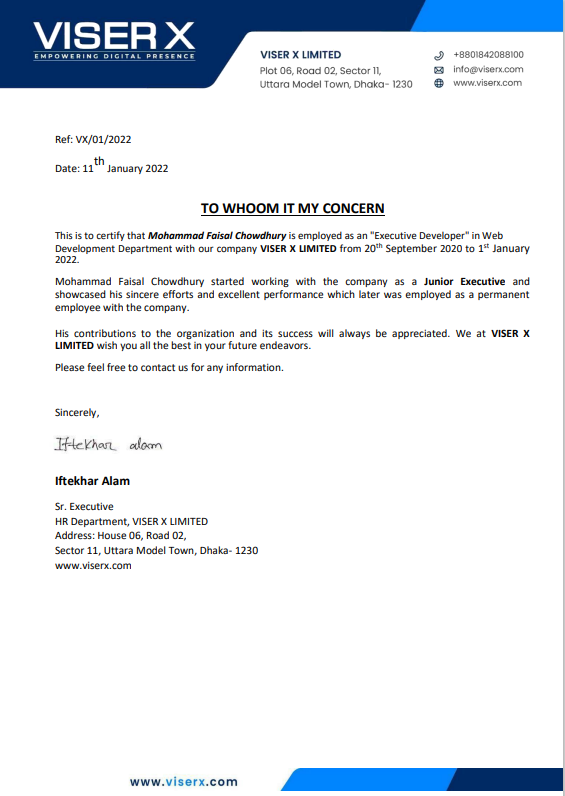 VISER X
EMPOWERING DIGITAL PRESENCE
VISER X LIMITED
Plot 06, Road 02, Sector 11,
Uttara Model Town, Dhaka- 1230
+8801842088100
info@viserx.com
www.viserx.com
Ref: VX/01/2022
Date: 11th January 2022
TO WHOM IT MY CONCERN
This is to certify that Mohammad Faisal Chowdhury is employed as an "Executive Developer" in Web
Development Department with our company VISER X LIMITED from 20th September 2020 to 1st January
2022.
Mohammad Faisal Chowdhury started working with the company as a Junior Executive and
showcased his sincere efforts and excellent performance which later was employed as a permanent
employee with the company.
His contributions to the organization and its success will always be appreciated. We at VISER X
LIMITED wish you all the best in your future endeavors.
Please feel free to contact us for any information.
Sincerely,
Iftekhar alam
Iftekhar Alam
Sr. Executive
HR Department, VISER X LIMITED
Address: House 06, Road 02,
Sector 11, Uttara Model Town, Dhaka- 1230
www.viserx.com
www.viserx.com